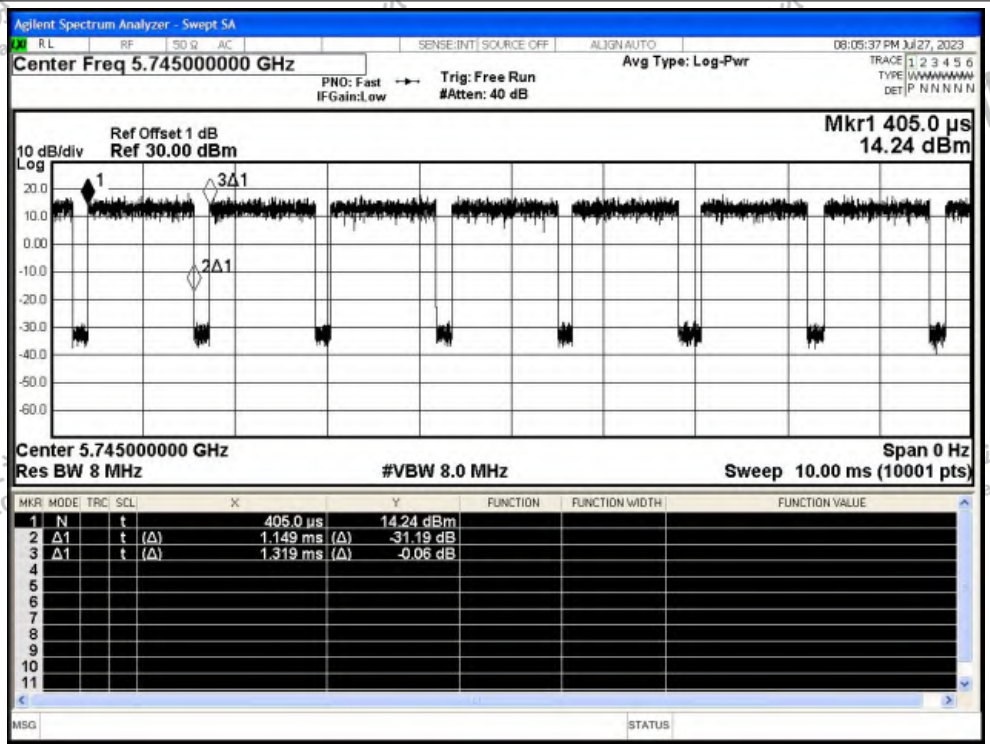 Agilent Spectrum Analyzer - Swept SA
RL RF 50 Ω AC SENSE:INT SOURCE OFF ALIGN AUTO 08:05:37 PM Jul 27, 2023
Center Freq 5.745000000 GHz
PNO: Fast
IFGain:Low
Trig: Free Run
#Atten: 40 dB
Avg Type: Log-Pwr
TRACE 1 2 3 4 5 6
TYPE WWWWWW
DET P N N N N N
Mkr1 405.0 µs
14.24 dBm
Ref Offset 1 dB
10 dB/div Ref 30.00 dBm
Log
20.0
10.0
0.00
-10.0
-20.0
-30.0
-40.0
-50.0
-60.0
1
3Δ1
2Δ1
Center 5.745000000 GHz Span 0 Hz
Res BW 8 MHz #VBW 8.0 MHz Sweep 10.00 ms (10001 pts)
MKR MODE TRC SCL X Y FUNCTION FUNCTION WIDTH FUNCTION VALUE
1 N t 405.0 µs 14.24 dBm
2 Δ1 t (Δ) 1.149 ms (Δ) -31.19 dB
3 Δ1 t (Δ) 1.319 ms (Δ) -0.06 dB
4
5
6
7
8
9
10
11
MSG STATUS